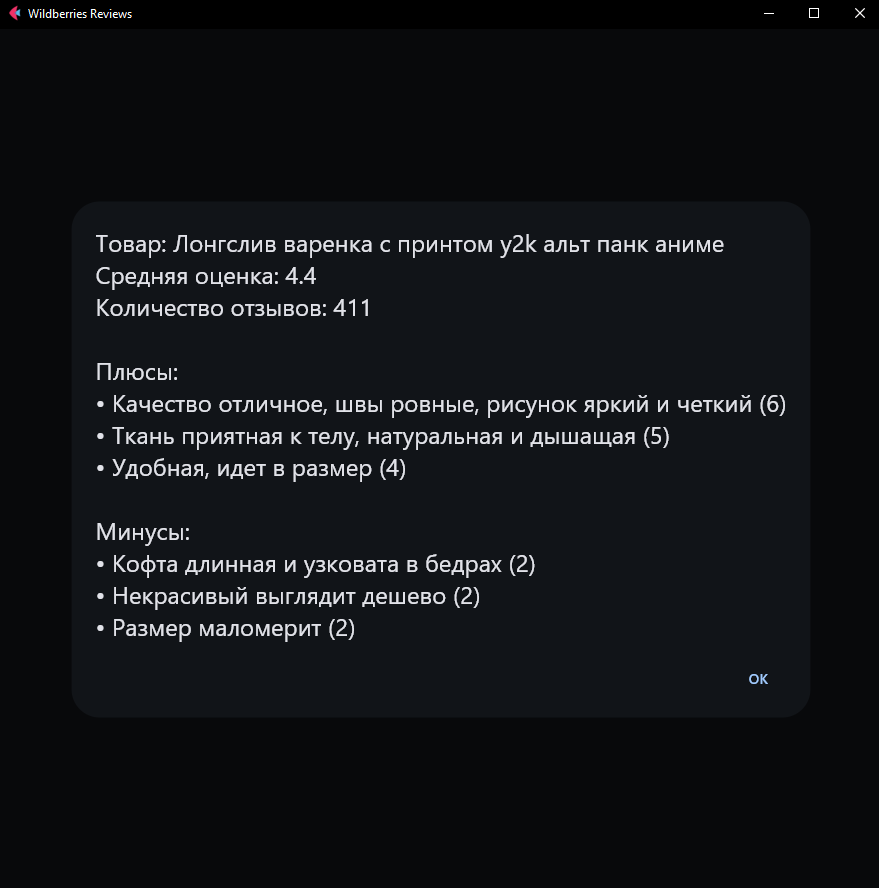 Wildberries Reviews
Товар: Лонгслив варенка с принтом y2k альт панк аниме
Средняя оценка: 4.4
Количество отзывов: 411
Плюсы:
• Качество отличное, швы ровные, рисунок яркий и четкий (6)
• Ткань приятная к телу, натуральная и дышащая (5)
• Удобная, идет в размер (4)
Минусы:
• Кофта длинная и узковата в бедрах (2)
• Некрасивый выглядит дешево (2)
• Размер маломерит (2)
OK